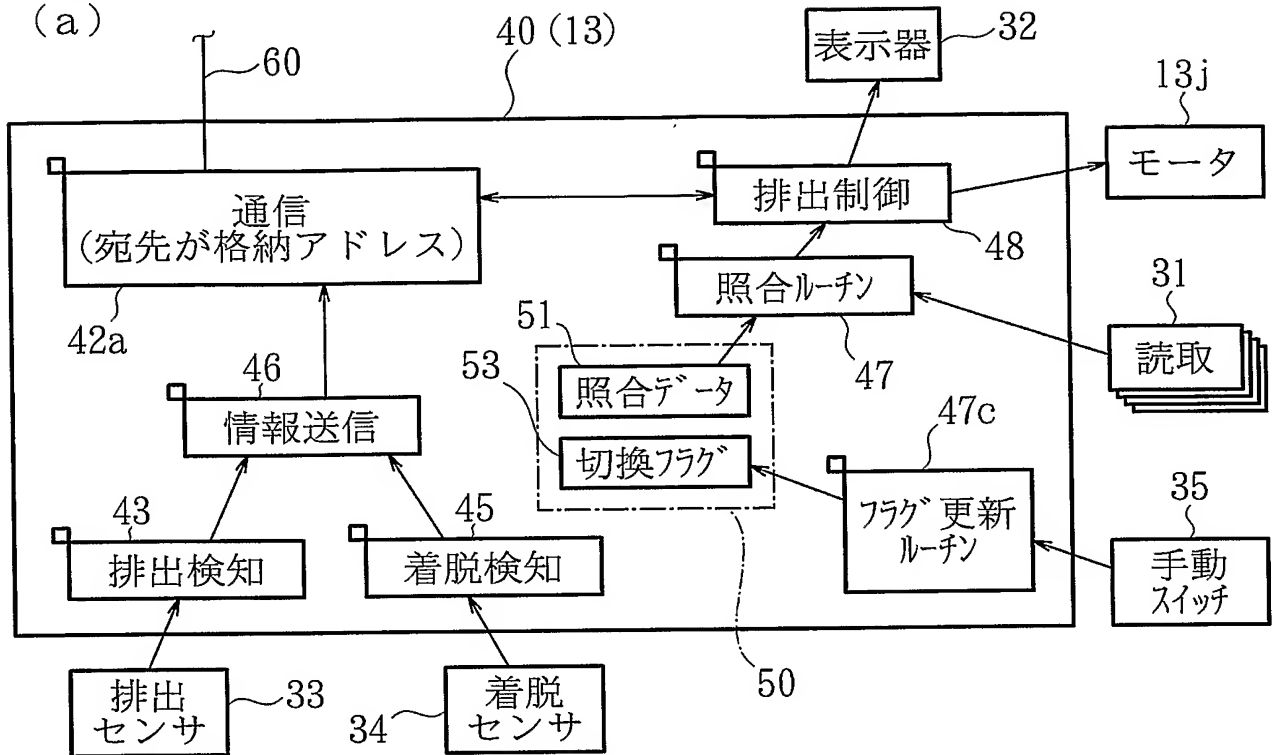 (a)
60
40 (13)
表示器
32
13j
モータ
通信
(宛先が格納アドレス)
42a
排出制御
48
照合ルーチン
47
31
読取
51
照合データ
53
切換フラグ
50
46
情報送信
47c
フラグ更新
ルーチン
35
手動
スイッチ
43
排出検知
45
着脱検知
排出
センサ
33
34
着脱
センサ